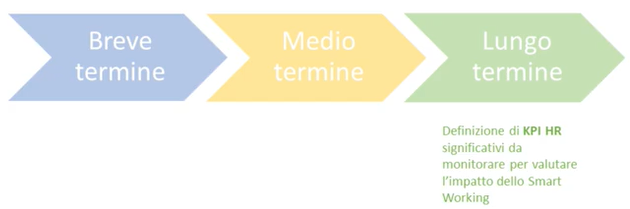 Breve
termine
Medio
termine
Lungo
termine
Definizione di KPI HR
significativi da
monitorare per valutare
l'impatto dello Smart
Working